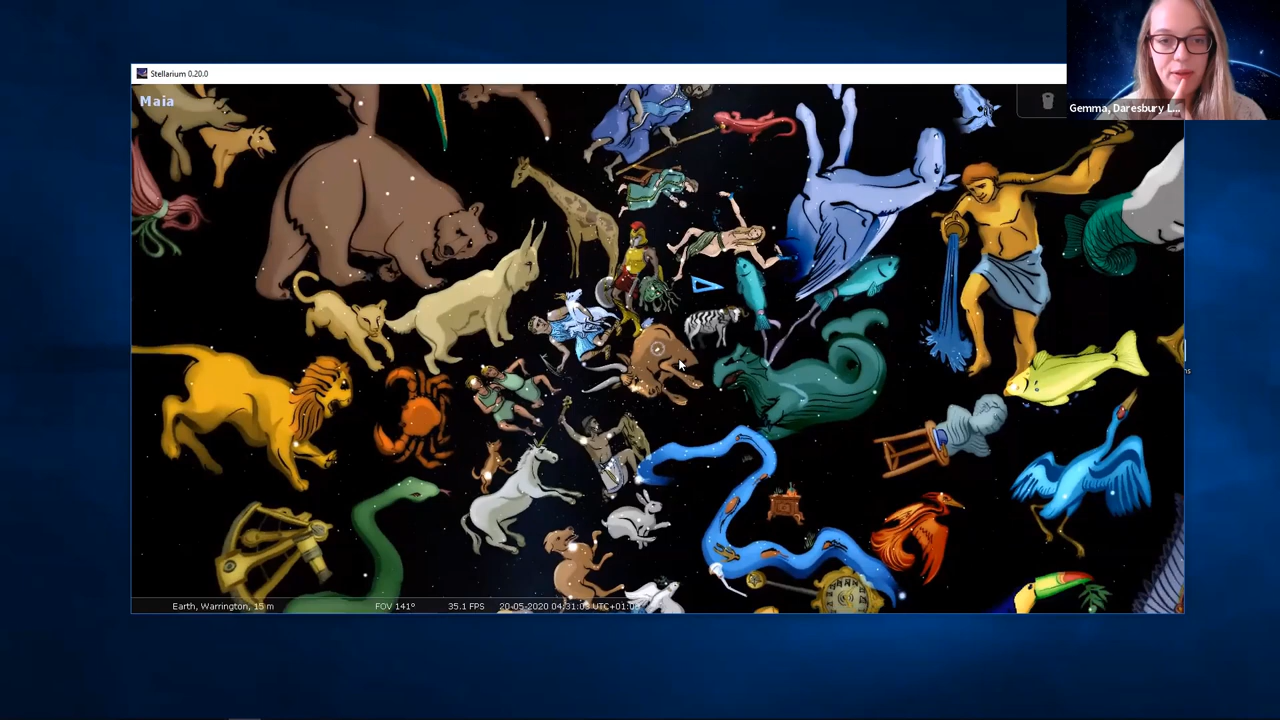 Stellarium 0.20.0
Maia
Gemma, Daresbury L...
Earth, Warrington, 15 m
FOV 141°
35.1 FPS
20-05-2020 04:31:05 UTC+01:00